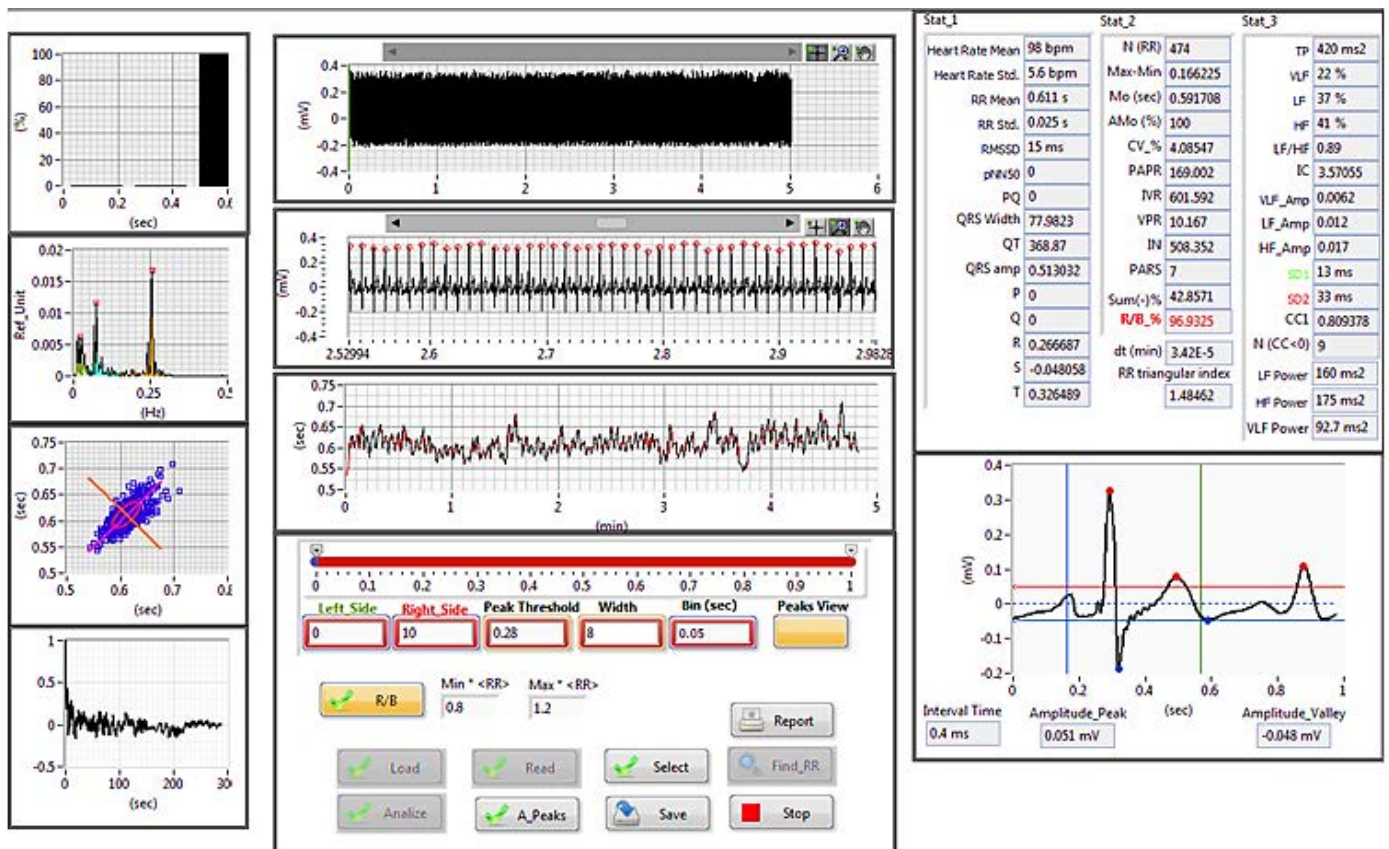 100
80
60
(%)
40
20
0
0 0.2 0.4 0.6
(sec)
0.02
0.015
Ref_Unit
0.01
0.005
0
0 0.25 0.5
(Hz)
0.75
0.7
0.65
(sec)
0.6
0.55
0.5
0.5 0.6 0.7 0.8
(sec)
1
0.5
0
-0.5
0 100 200 30
(sec)
0.4
0.2
(mV)
0
-0.2
-0.4
0 1 2 3 4 5 6
0.4
0.2
(mV)
0
-0.2
-0.4
2.52994 2.6 2.7 2.8 2.9 2.9828
0.75
0.7
0.65
(sec)
0.6
0.55
0.5
0 1 2 3 4 5
(min)
0 0.1 0.2 0.3 0.4 0.5 0.6 0.7 0.8 0.9 1
Left_Side Right_Side Peak Threshold Width Bin (sec) Peaks View
0 10 0.28 8 0.05
R/B
Min * <RR> Max * <RR>
0.8 1.2
Report
Load Read Select Find_RR
Analize A_Peaks Save Stop
Stat_1 Stat_2 Stat_3
Heart Rate Mean 98 bpm
Heart Rate Std. 5.6 bpm
RR Mean 0.611 s
RR Std. 0.025 s
RMSSD 15 ms
pNN50 0
PQ 0
QRS Width 77.9823
QT 368.87
QRS amp 0.513032
P 0
Q 0
R 0.266687
S -0.048058
T 0.326489
N (RR) 474
Max-Min 0.166225
Mo (sec) 0.591708
AMo (%) 100
CV_% 4.08547
PAPR 169.002
IVR 601.592
VPR 10.167
IN 508.352
PARS 7
Sum(-)% 42.8571
R/B_% 96.9325
dt (min) 3.42E-5
RR triangular index
1.48462
TP 420 ms2
VLF 22 %
LF 37 %
HF 41 %
LF/HF 0.89
IC 3.57055
VLF_Amp 0.0062
LF_Amp 0.012
HF_Amp 0.017
SD1 13 ms
SD2 33 ms
CC1 0.809378
N (CC<0) 9
LF Power 160 ms2
HF Power 175 ms2
VLF Power 92.7 ms2
0.4
0.3
0.2
(mV)
0.1
0
-0.1
-0.2
0 0.2 0.4 0.6 0.8 1
(sec)
Interval Time Amplitude_Peak Amplitude_Valley
0.4 ms 0.051 mV -0.048 mV